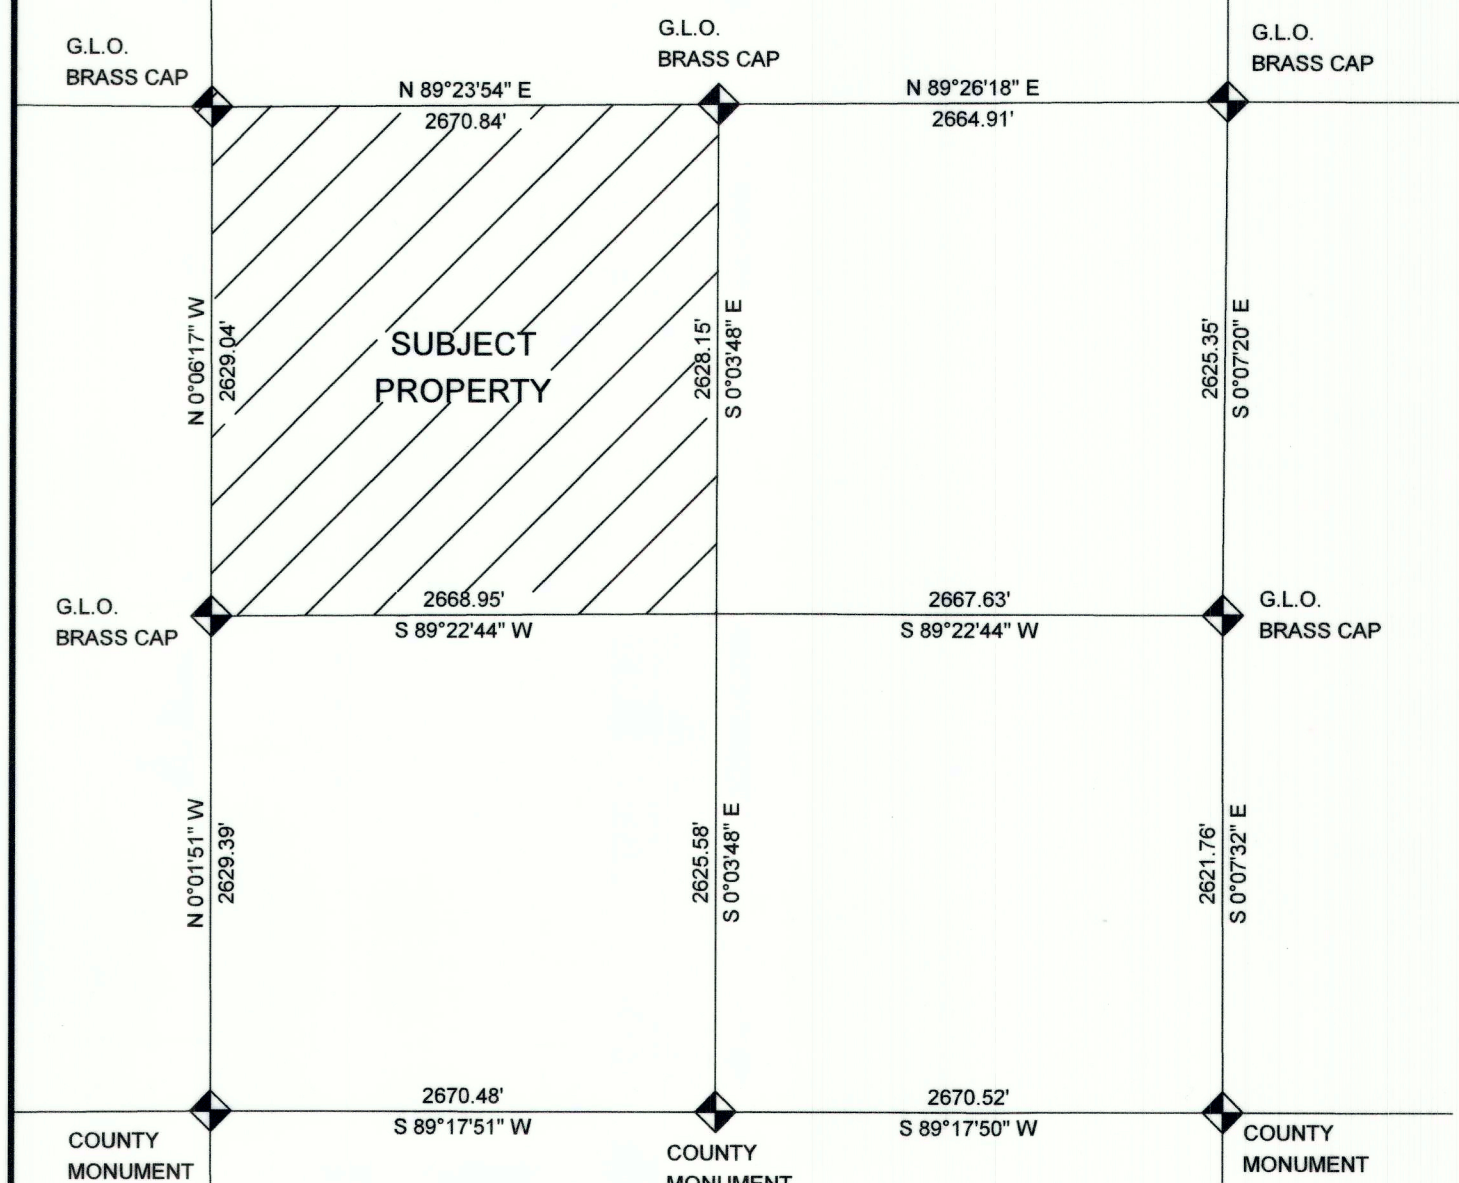 G.L.O.
BRASS CAP
G.L.O.
BRASS CAP
G.L.O.
BRASS CAP
N 89°23'54" E
2670.84'
N 89°26'18" E
2664.91'
N 0°06'17" W
2629.04'
SUBJECT
PROPERTY
2628.15'
S 0°03'48" E
2625.35'
S 0°07'20" E
G.L.O.
BRASS CAP
2668.95'
S 89°22'44" W
2667.63'
S 89°22'44" W
G.L.O.
BRASS CAP
N 0°01'51" W
2629.39'
2625.58'
S 0°03'48" E
2621.76'
S 0°07'32" E
2670.48'
S 89°17'51" W
2670.52'
S 89°17'50" W
COUNTY
MONUMENT
COUNTY
MONUMENT
COUNTY
MONUMENT